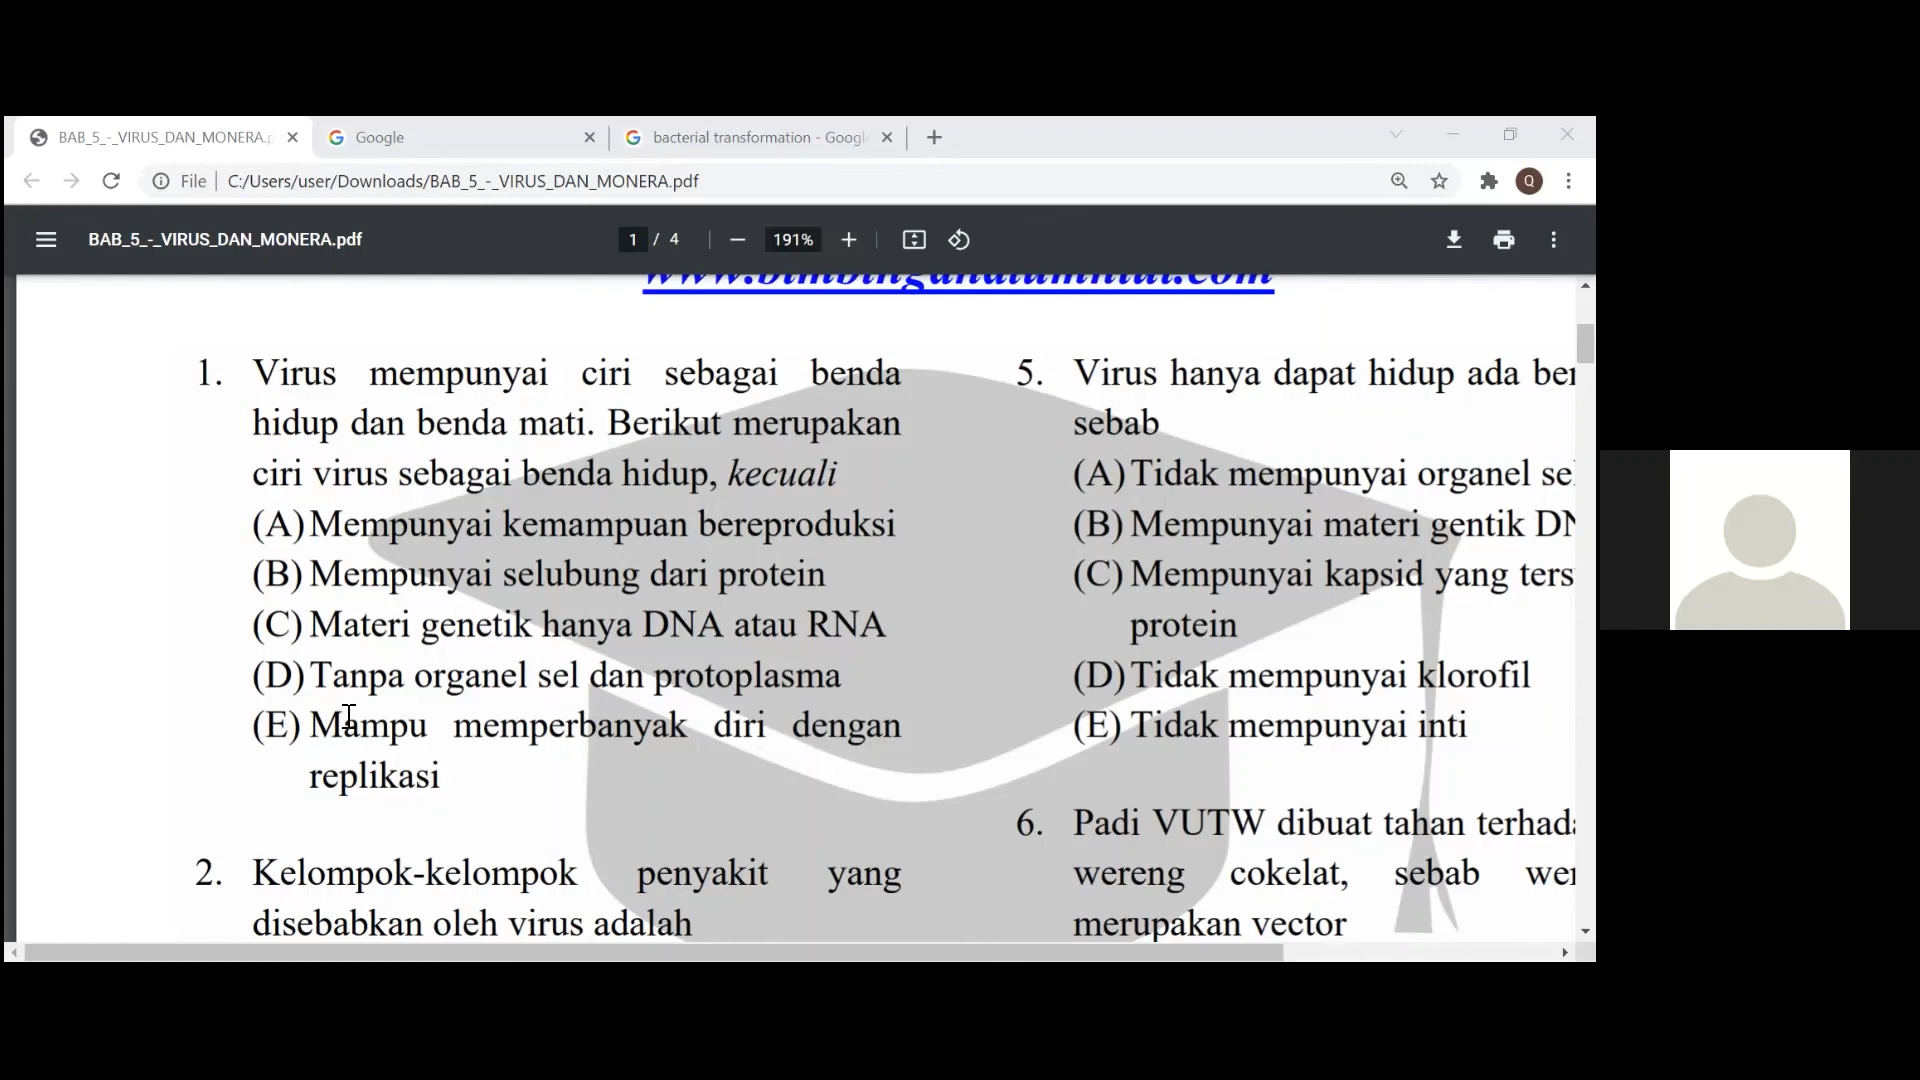 BAB_5_-_VIRUS_DAN_MONERA.p
Google
bacterial transformation - Googl
File
C:/Users/user/Downloads/BAB_5_-_VIRUS_DAN_MONERA.pdf
Q
BAB_5_-_VIRUS_DAN_MONERA.pdf
1 / 4
191%
1. Virus mempunyai ciri sebagai benda
hidup dan benda mati. Berikut merupakan
ciri virus sebagai benda hidup, kecuali
(A) Mempunyai kemampuan bereproduksi
(B) Mempunyai selubung dari protein
(C) Materi genetik hanya DNA atau RNA
(D) Tanpa organel sel dan protoplasma
(E) Mampu memperbanyak diri dengan
replikasi
2. Kelompok-kelompok penyakit yang
disebabkan oleh virus adalah
5. Virus hanya dapat hidup ada
sebab
(A) Tidak mempunyai organel se
(B) Mempunyai materi gentik DN
(C) Mempunyai kapsid yang ters
protein
(D) Tidak mempunyai klorofil
(E) Tidak mempunyai inti
6. Padi VUTW dibuat tahan terhad
wereng cokelat, sebab
merupakan vector